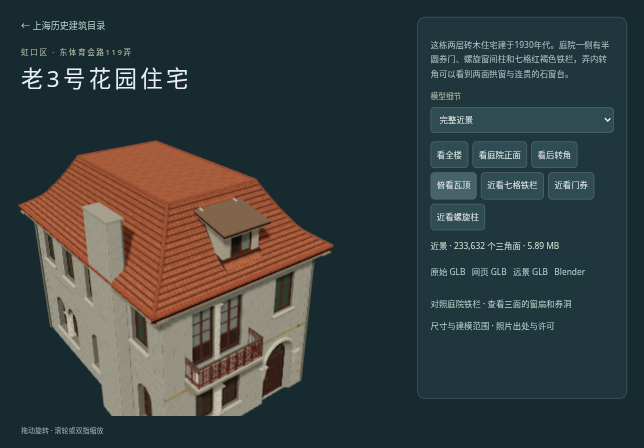 ← 上海历史建筑目录
虹口区 · 东体育会路119弄
老3号花园住宅
这栋两层砖木住宅建于1930年代。庭院一侧有半
圆券门、螺旋窗间柱和七格红褐色铁栏，弄内转
角可以看到两面拱窗与连贯的石窗台。
模型细节
完整近景
看全楼 看庭院正面 看后转角
俯看瓦顶 近看七格铁栏 近看门券
近看螺旋柱
近景 · 233,632 个三角面 · 5.89 MB
原始 GLB 网页 GLB 远景 GLB Blender
对照庭院铁栏 · 查看三面的窗扇和券洞
尺寸与建模范围 · 照片出处与许可
拖动旋转 · 滚轮或双指缩放